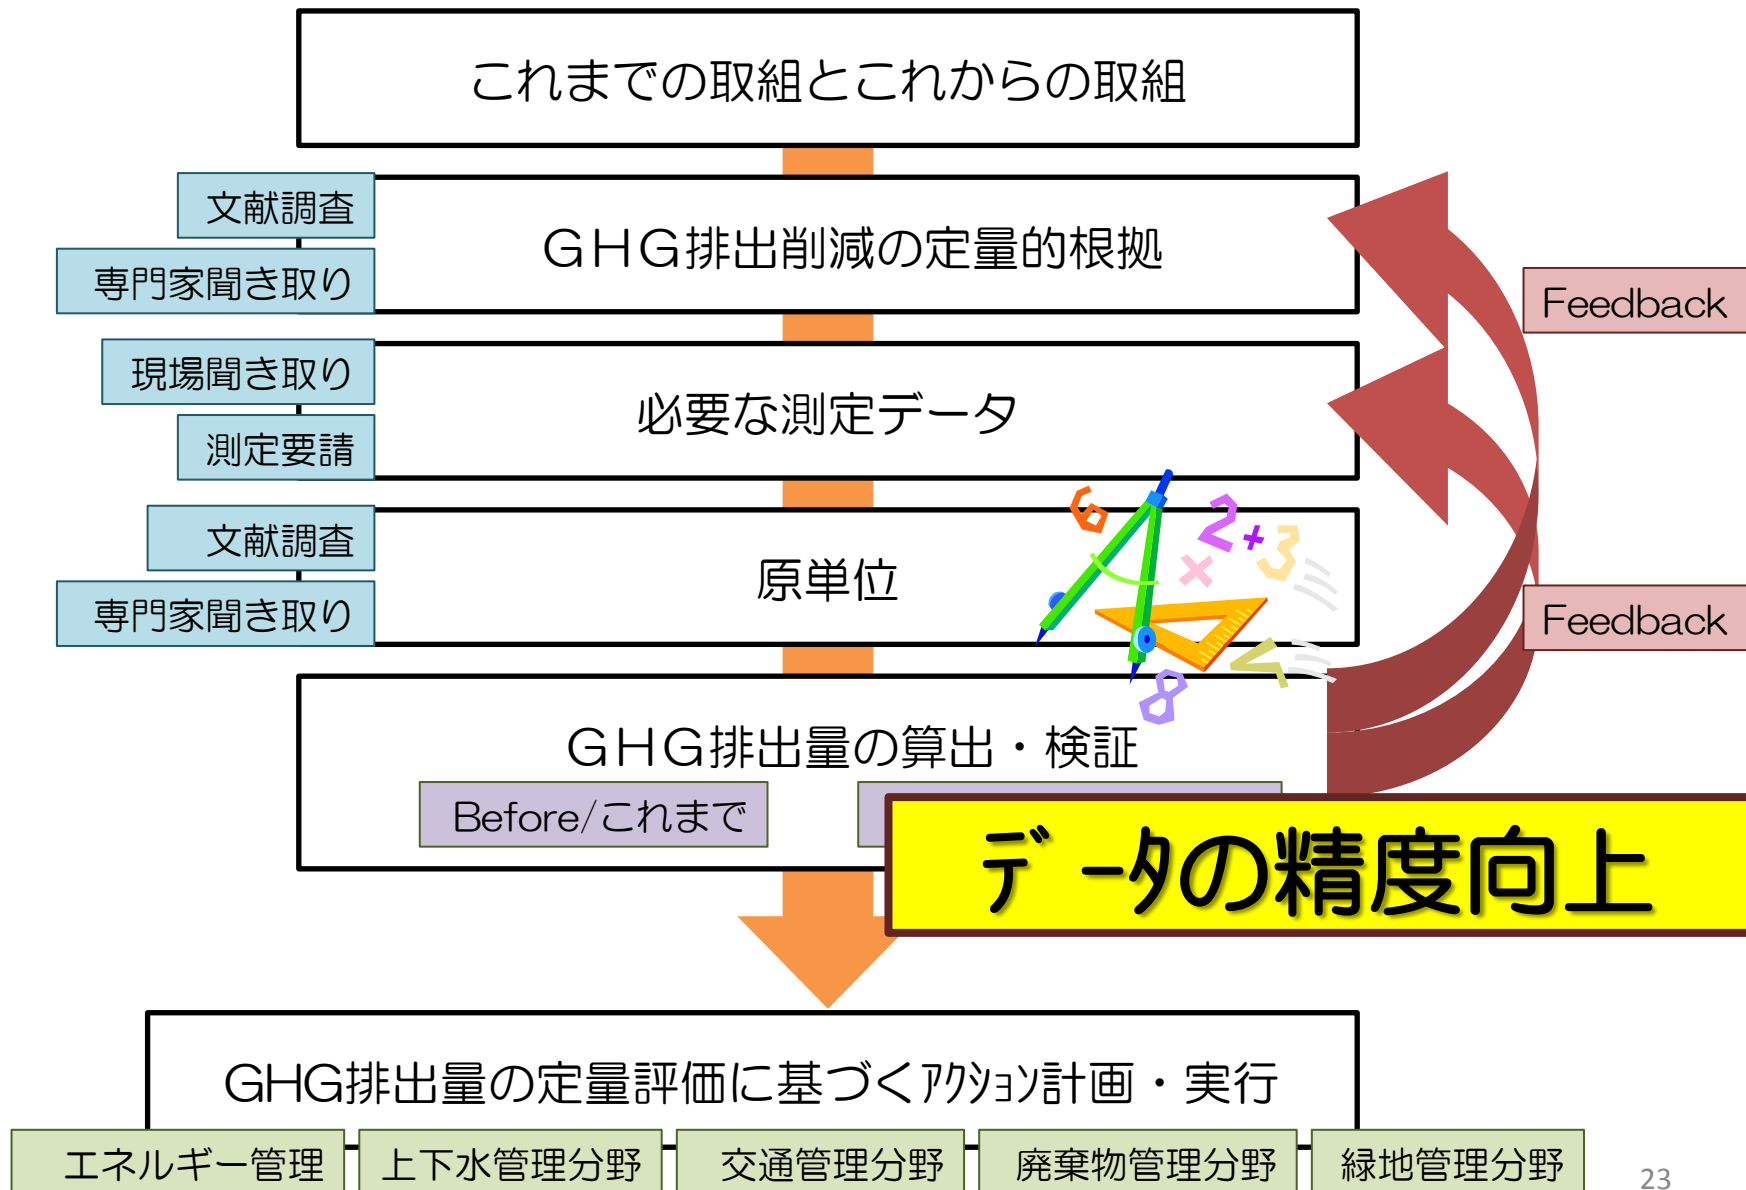 これまでの取組とこれからの取組
文献調査
専門家聞き取り
GHG排出削減の定量的根拠
Feedback
現場聞き取り
測定要請
必要な測定データ
文献調査
専門家聞き取り
原単位
6
2+3
×
7
8
Feedback
GHG排出量の算出・検証
Before/これまで
ﾃﾞｰﾀの精度向上
GHG排出量の定量評価に基づくｱｸｼｮﾝ計画・実行
エネルギー管理
上下水管理分野
交通管理分野
廃棄物管理分野
緑地管理分野
23